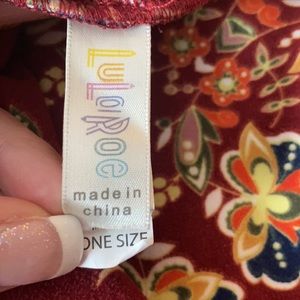 LuLaRoe
made in
china
ONE SIZE